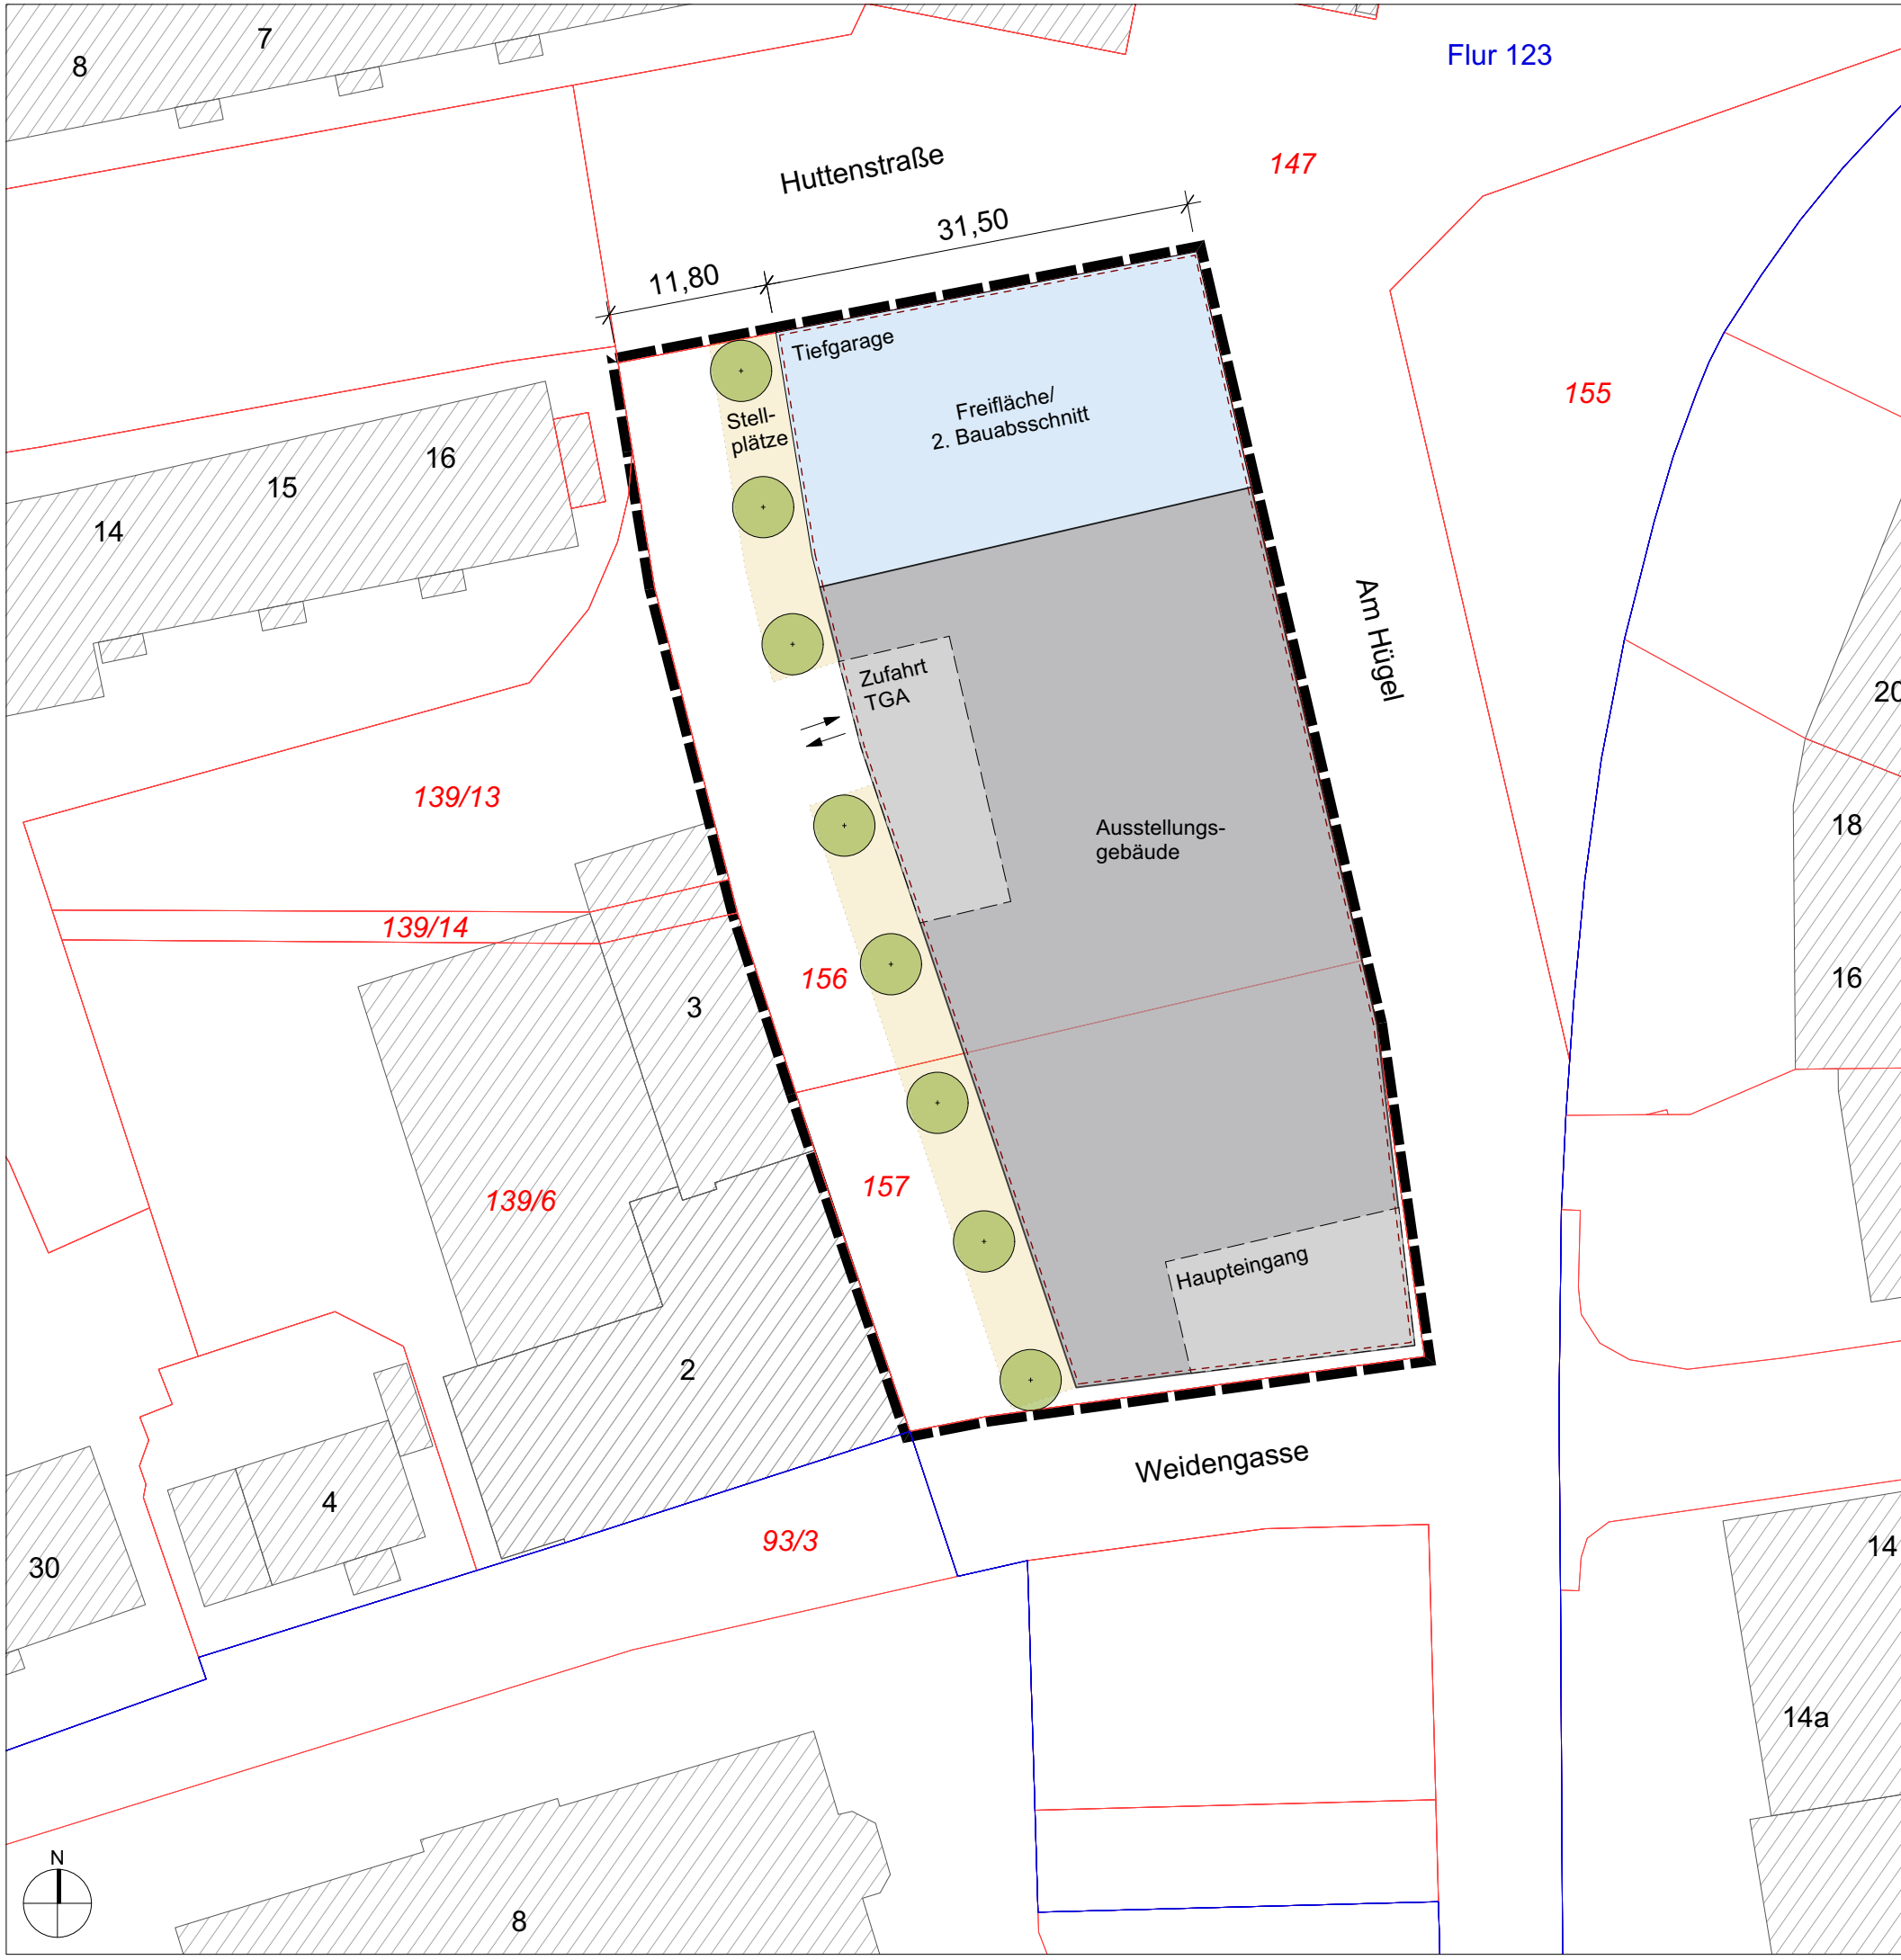 7
8
Flur 123
Huttenstraße
147
31,50
11,80
Tiefgarage
Freifläche/
2. Bauabsschnitt
Stell-
plätze
155
16
15
14
Am Hügel
Zufahrt
TGA
20
139/13
Ausstellungs-
gebäude
18
139/14
156
16
3
157
139/6
Haupteingang
2
Weidengasse
4
93/3
14
30
14a
N
8